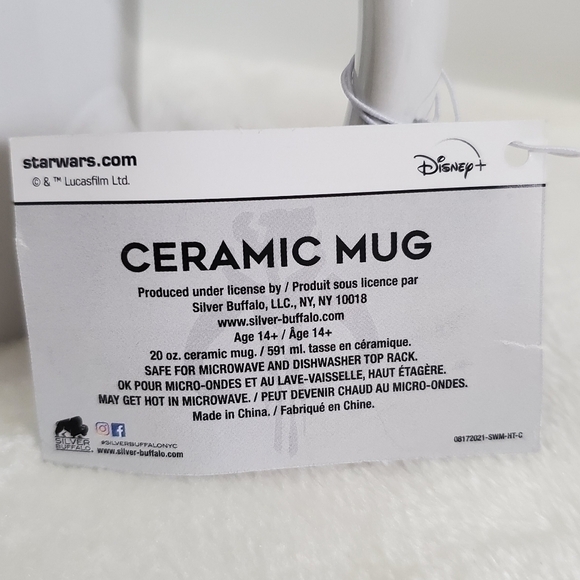 starwars.com
© & ™ Lucasfilm Ltd.
Disney+
CERAMIC MUG
Produced under license by / Produit sous licence par
Silver Buffalo, LLC., NY, NY 10018
www.silver-buffalo.com
Age 14+ / Âge 14+
20 oz. ceramic mug. / 591 ml. tasse en céramique.
SAFE FOR MICROWAVE AND DISHWASHER TOP RACK.
OK POUR MICRO-ONDES ET AU LAVE-VAISSELLE, HAUT ÉTAGÈRE.
MAY GET HOT IN MICROWAVE. / PEUT DEVENIR CHAUD AU MICRO-ONDES.
Made in China. / Fabriqué en Chine.
SILVER
BUFFALO
#SILVERBUFFALONYC
www.silver-buffalo.com
08172021-SWM-NT-C